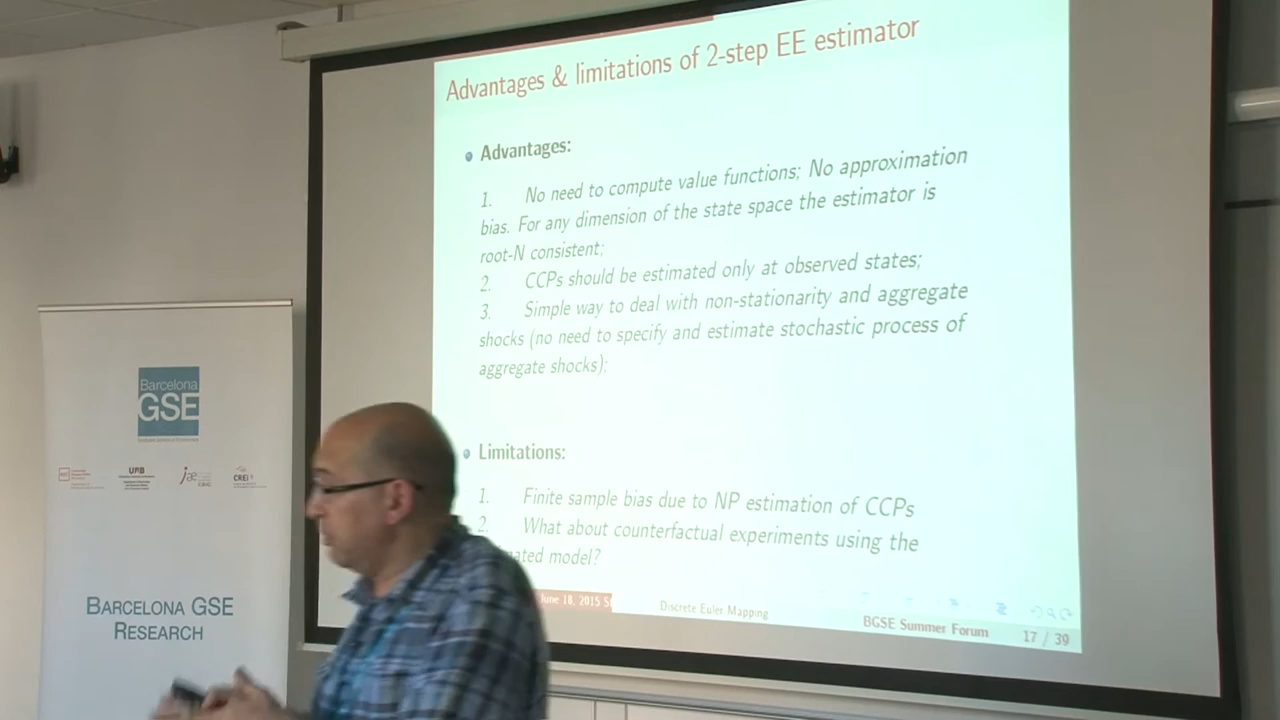 Advantages & limitations of 2-step EE estimator
Advantages:
1. No need to compute value functions; No approximation
bias. For any dimension of the state space the estimator is
root-N consistent;
2. CCPs should be estimated only at observed states;
3. Simple way to deal with non-stationarity and aggregate
shocks (no need to specify and estimate stochastic process of
aggregate shocks);
Limitations:
1. Finite sample bias due to NP estimation of CCPs
2. What about counterfactual experiments using the
model?
June 18, 2015
Discrete Euler Mapping
BGSE Summer Forum
17 / 39
Barcelona
GSE
UPB
CREi
BARCELONA GSE
RESEARCH